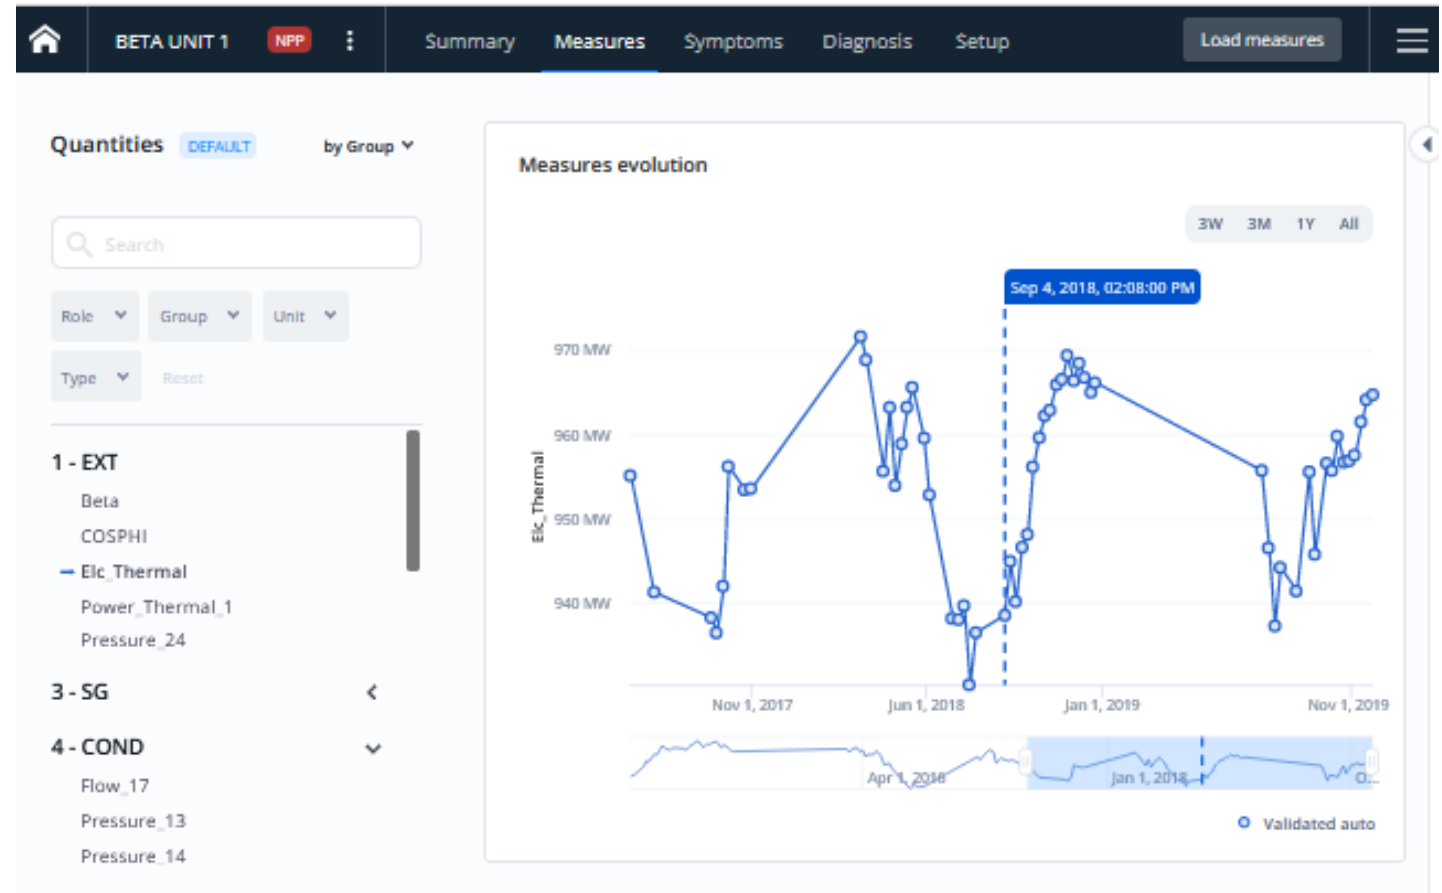 BETA UNIT 1 NPP Summary Measures Symptoms Diagnosis Setup Load measures
Quantities DEFAULT by Group
Search
Role Group Unit
Type Reset
1 - EXT
Beta
COSPHI
Elc_Thermal
Power_Thermal_1
Pressure_24
3 - SG
4 - COND
Flow_17
Pressure_13
Pressure_14
Measures evolution
3W 3M 1Y All
Sep 4, 2018, 02:08:00 PM
970 MW
960 MW
950 MW
940 MW
Elc_Thermal
Nov 1, 2017 Jun 1, 2018 Jan 1, 2019 Nov 1, 2019
Apr 1, 2016 Jan 1, 2018 O...
Validated auto